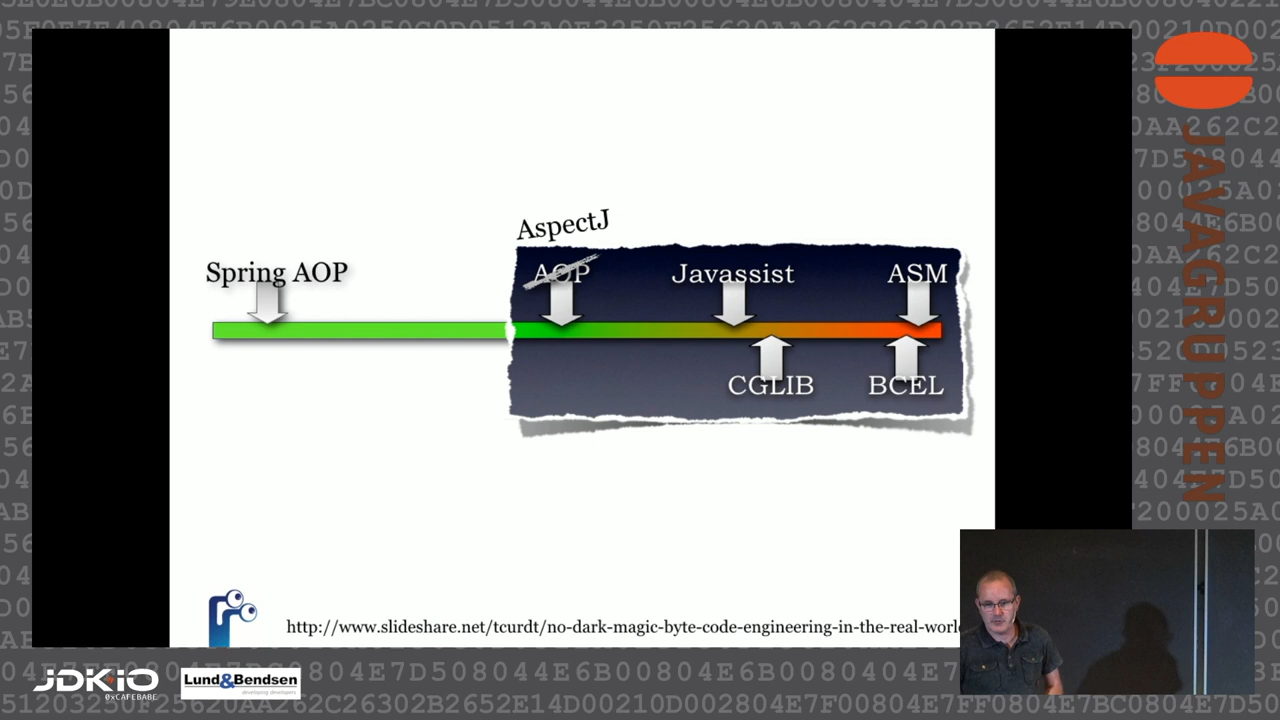 AspectJ
Spring AOP
AOP
Javassist
ASM
CGLIB
BCEL
http://www.slideshare.net/tcurdt/no-dark-magic-byte-code-engineering-in-the-real-worl
JAVAGRUPPEN
JDKIO
0xCAFEBABE
Lund&Bendsen
developing developers